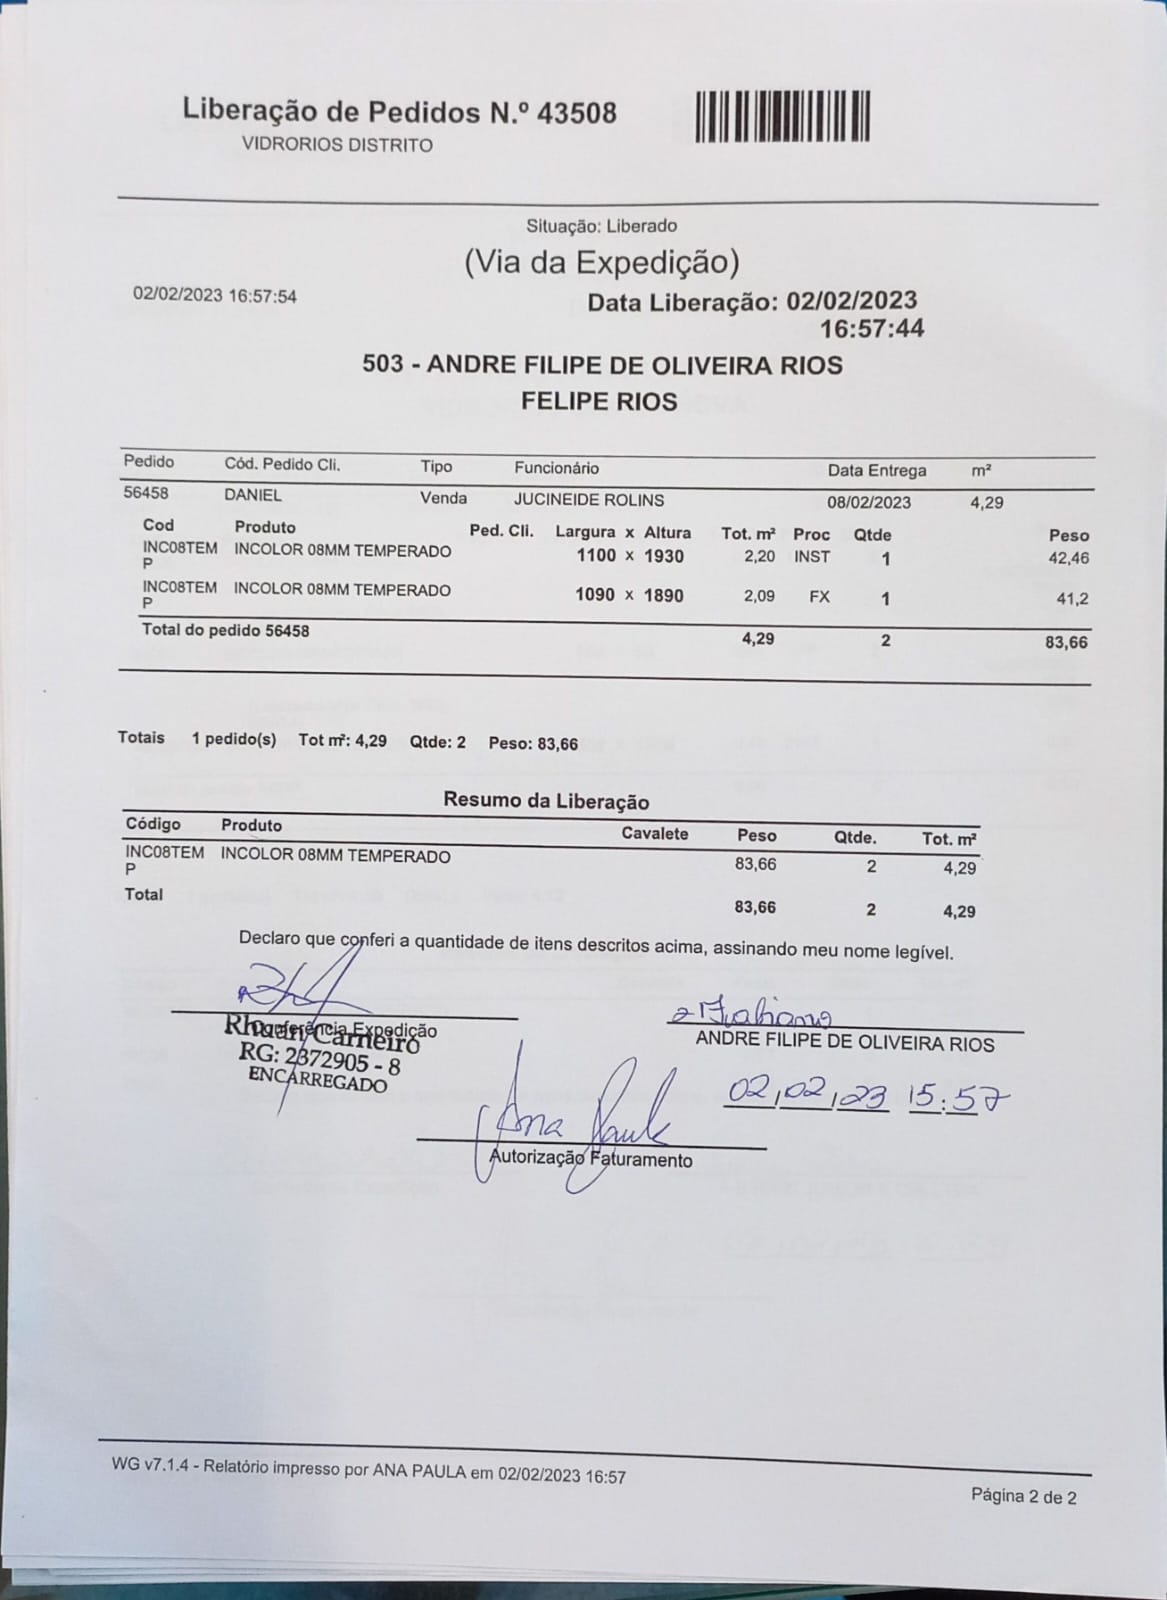 Liberação de Pedidos N.º 43508
VIDRORIOS DISTRITO
Situação: Liberado
(Via da Expedição)
02/02/2023 16:57:54
Data Liberação: 02/02/2023
16:57:44
503 - ANDRE FILIPE DE OLIVEIRA RIOS
FELIPE RIOS
Pedido Cód. Pedido Cli. Tipo Funcionário Data Entrega m²
56458 DANIEL Venda JUCINEIDE ROLINS 08/02/2023 4,29
Cod Produto Ped. Cli. Largura x Altura Tot. m² Proc Qtde Peso
INC08TEM INCOLOR 08MM TEMPERADO 1100 x 1930 2,20 INST 1 42,46
P
INC08TEM INCOLOR 08MM TEMPERADO 1090 x 1890 2,09 FX 1 41,2
P
Total do pedido 56458 4,29 2 83,66
Totais 1 pedido(s) Tot m²: 4,29 Qtde: 2 Peso: 83,66
Resumo da Liberação
Código Produto Cavalete Peso Qtde. Tot. m²
INC08TEM INCOLOR 08MM TEMPERADO 83,66 2 4,29
P
Total 83,66 2 4,29
Declaro que conferi a quantidade de itens descritos acima, assinando meu nome legível.
Fabiano
Conferência Expedição
ANDRE FILIPE DE OLIVEIRA RIOS
Rhuan Carneiro
RG: 2372905 - 8
ENCARREGADO
02/02/23 15:57
Ana Paula
Autorização Faturamento
WG v7.1.4 - Relatório impresso por ANA PAULA em 02/02/2023 16:57
Página 2 de 2